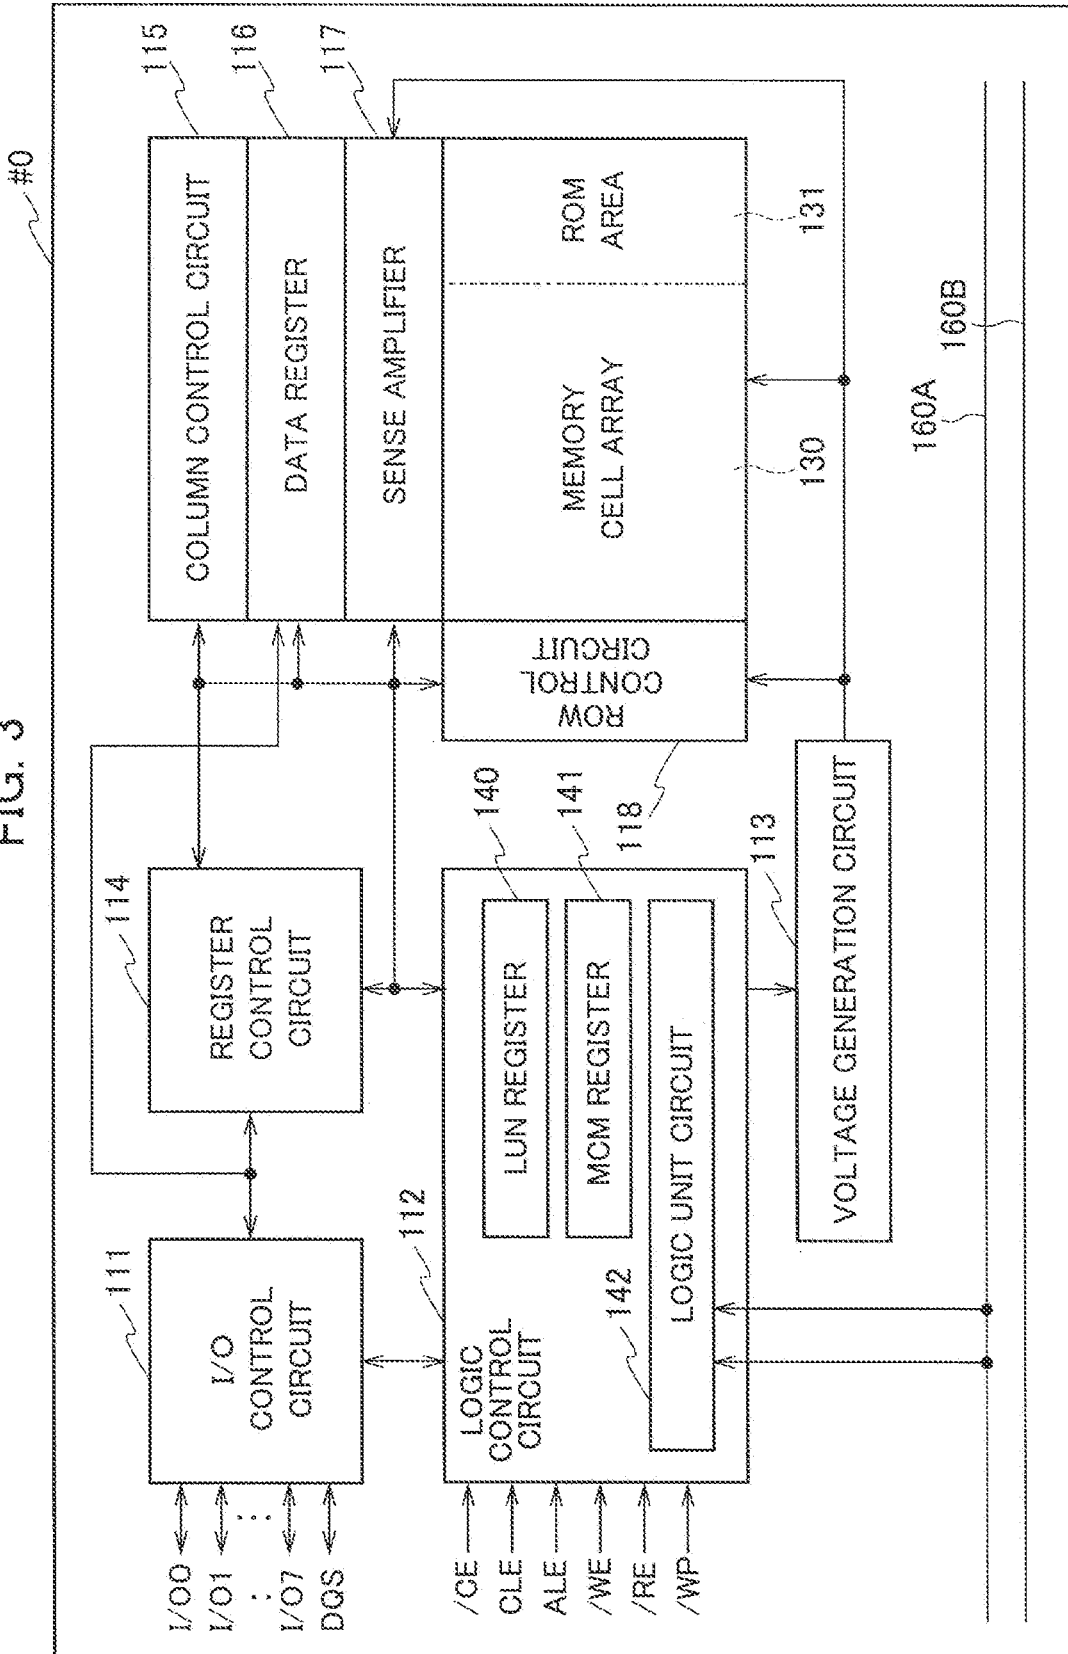 FIG. 3
#0
111
I/O
CONTROL
CIRCUIT
114
REGISTER
CONTROL
CIRCUIT
COLUMN CONTROL CIRCUIT
115
DATA REGISTER
116
SENSE AMPLIFIER
117
I/O0
I/O1
I/O7
DQS
112
LOGIC
CONTROL
CIRCUIT
LUN REGISTER
140
MCM REGISTER
141
142
LOGIC UNIT CIRCUIT
/CE
CLE
ALE
/WE
/RE
/WP
118
ROW
CONTROL
CIRCUIT
MEMORY
CELL ARRAY
130
ROM
AREA
131
113
VOLTAGE GENERATION CIRCUIT
160A
160B